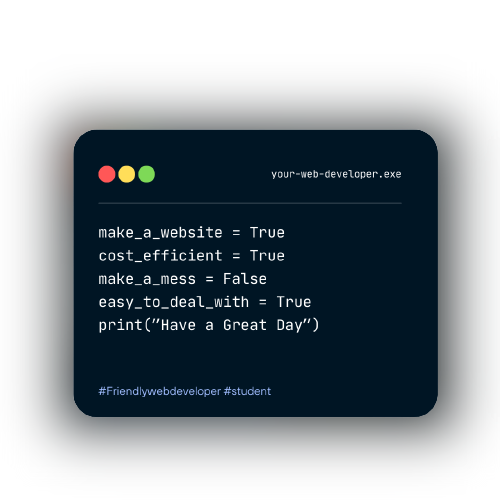 your-web-developer.exe
make_a_website = True
cost_efficient = True
make_a_mess = False
easy_to_deal_with = True
print(”Have a Great Day”)
#Friendlywebdeveloper #student